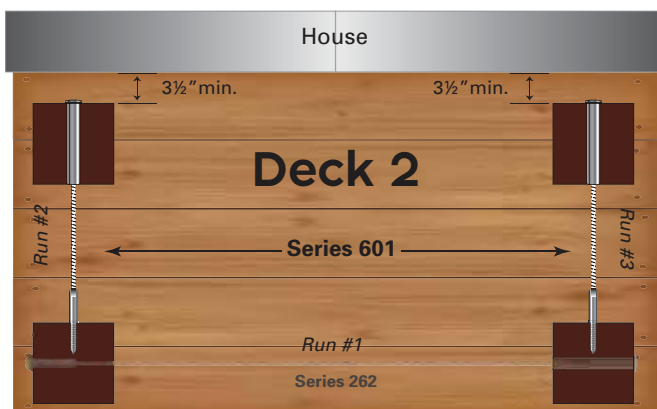 House
3½" min.
3½" min.
Deck 2
Run #2
Run #3
Series 601
Run #1
Series 262